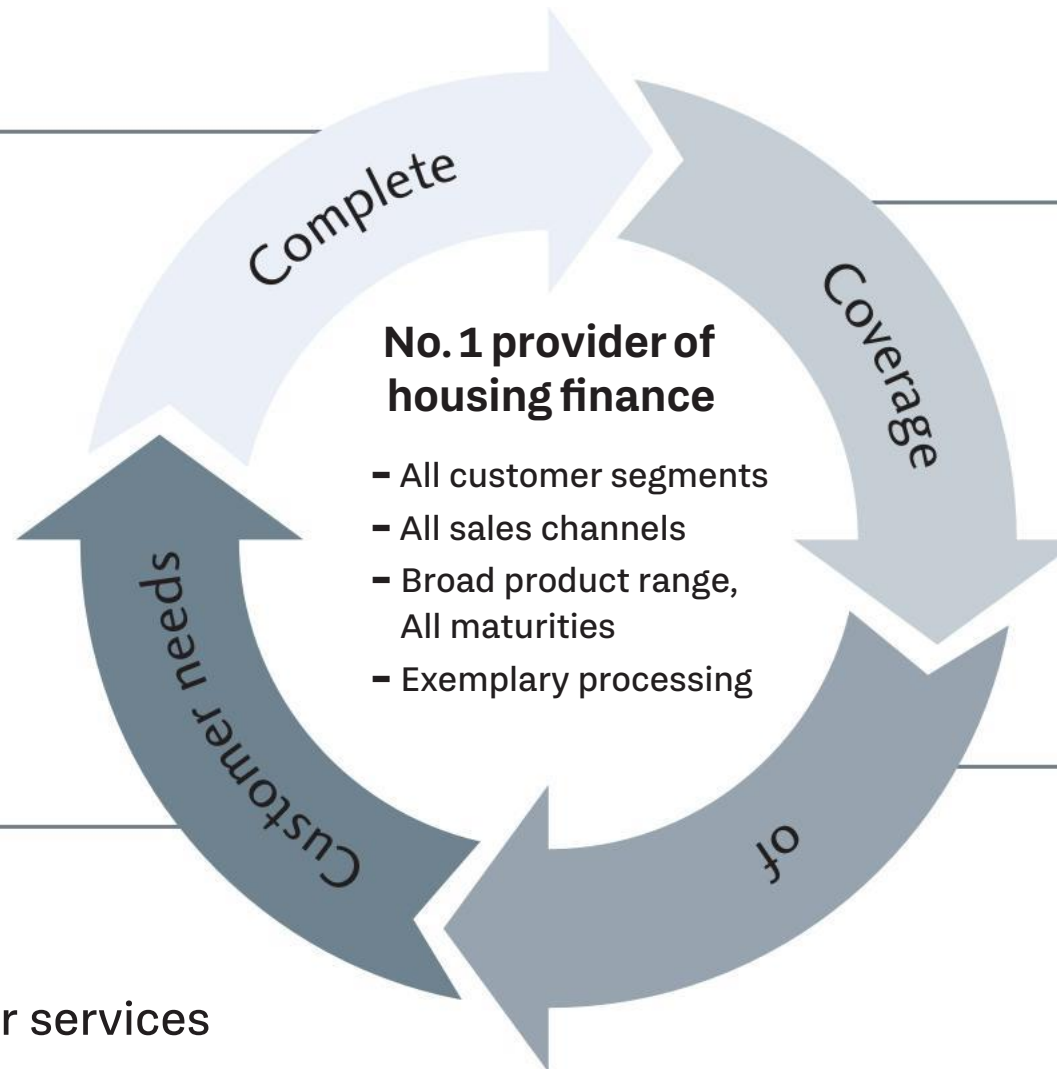 Complete
Coverage
of
Customer needs
No. 1 provider of
housing finance
- All customer segments
- All sales channels
- Broad product range,
All maturities
- Exemplary processing
r services